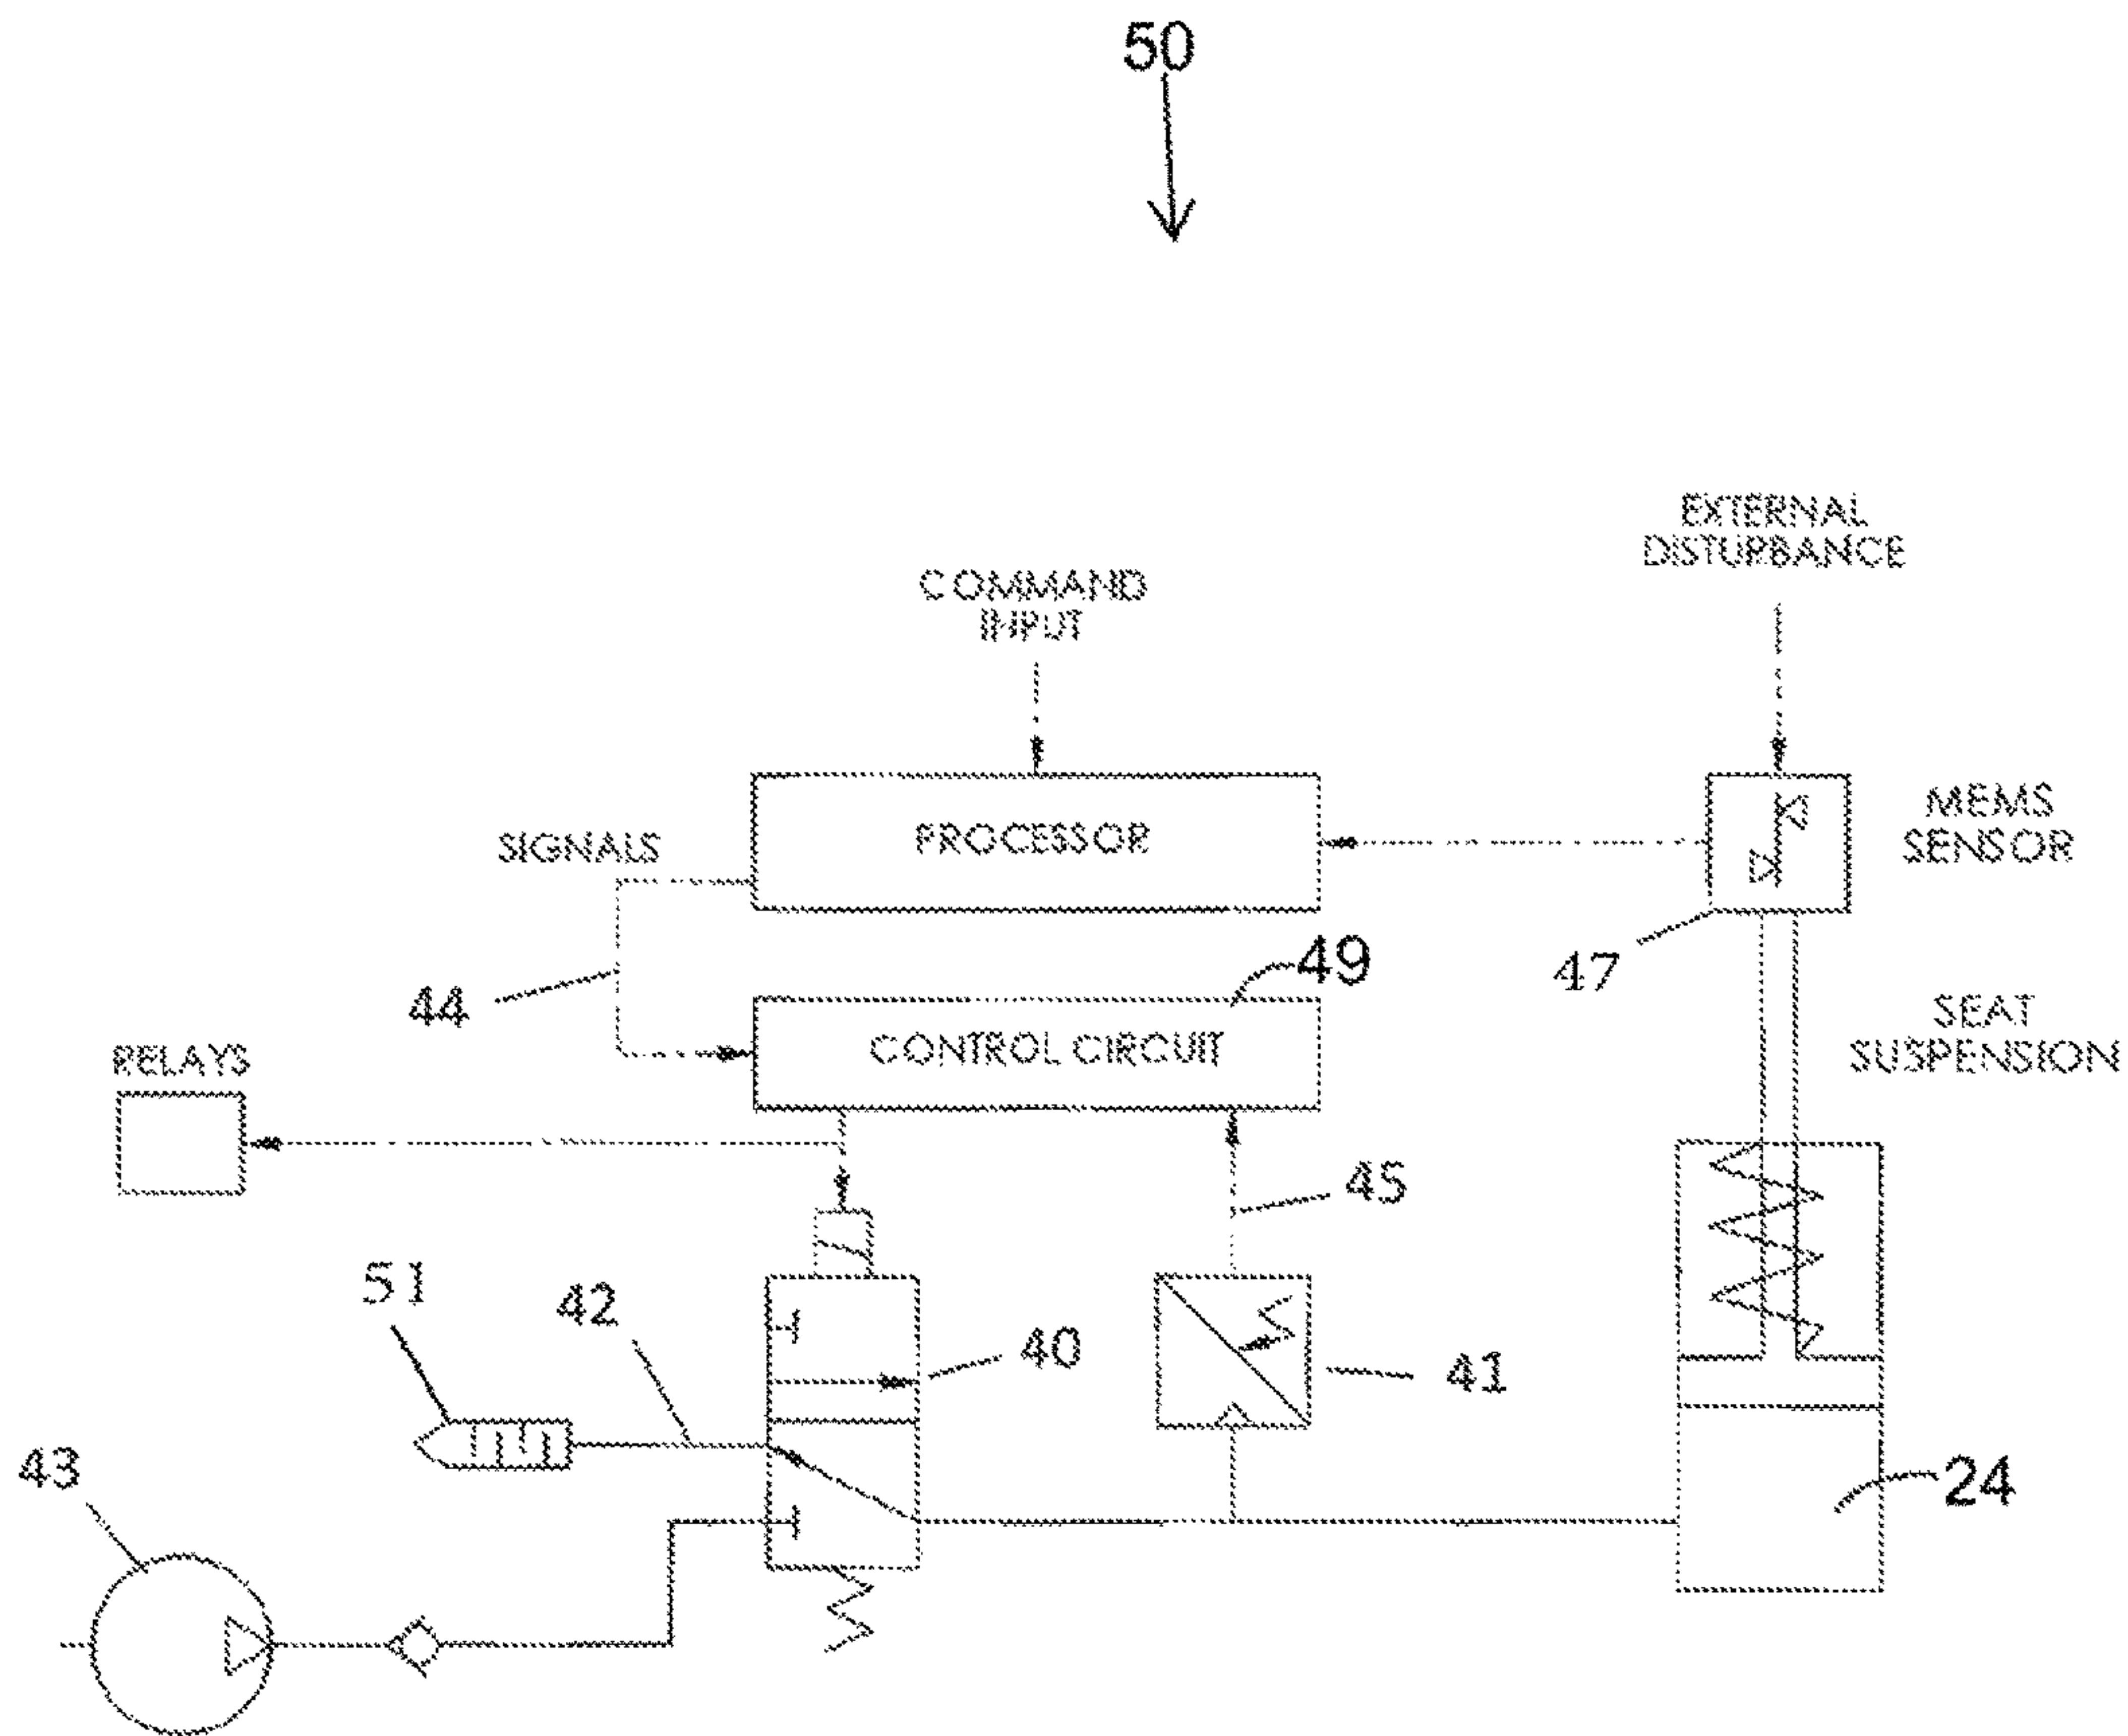 50
EXTERNAL
DISTURBANCE
COMMAND
INPUT
PROCESSOR
MEMS
SENSOR
SIGNALS
47
49
44
SEAT
SUSPENSION
CONTROL CIRCUIT
RELAYS
45
51
42
40
41
43
24